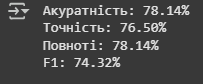 Акуратність: 78.14%
Точність: 76.50%
Повноті: 78.14%
F1: 74.32%